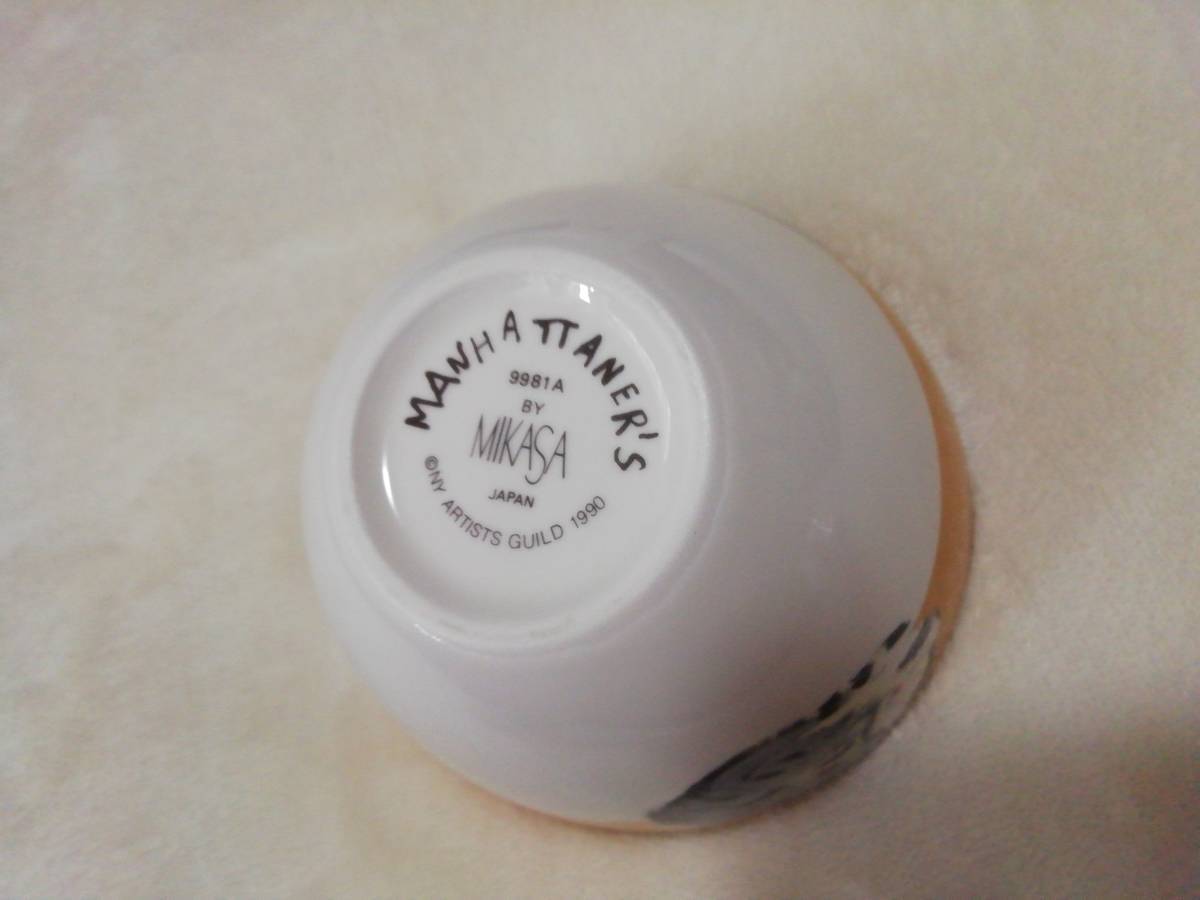 MANHATTANER'S
9981A
BY
MIKASA
JAPAN
©NY ARTISTS GUILD 1990